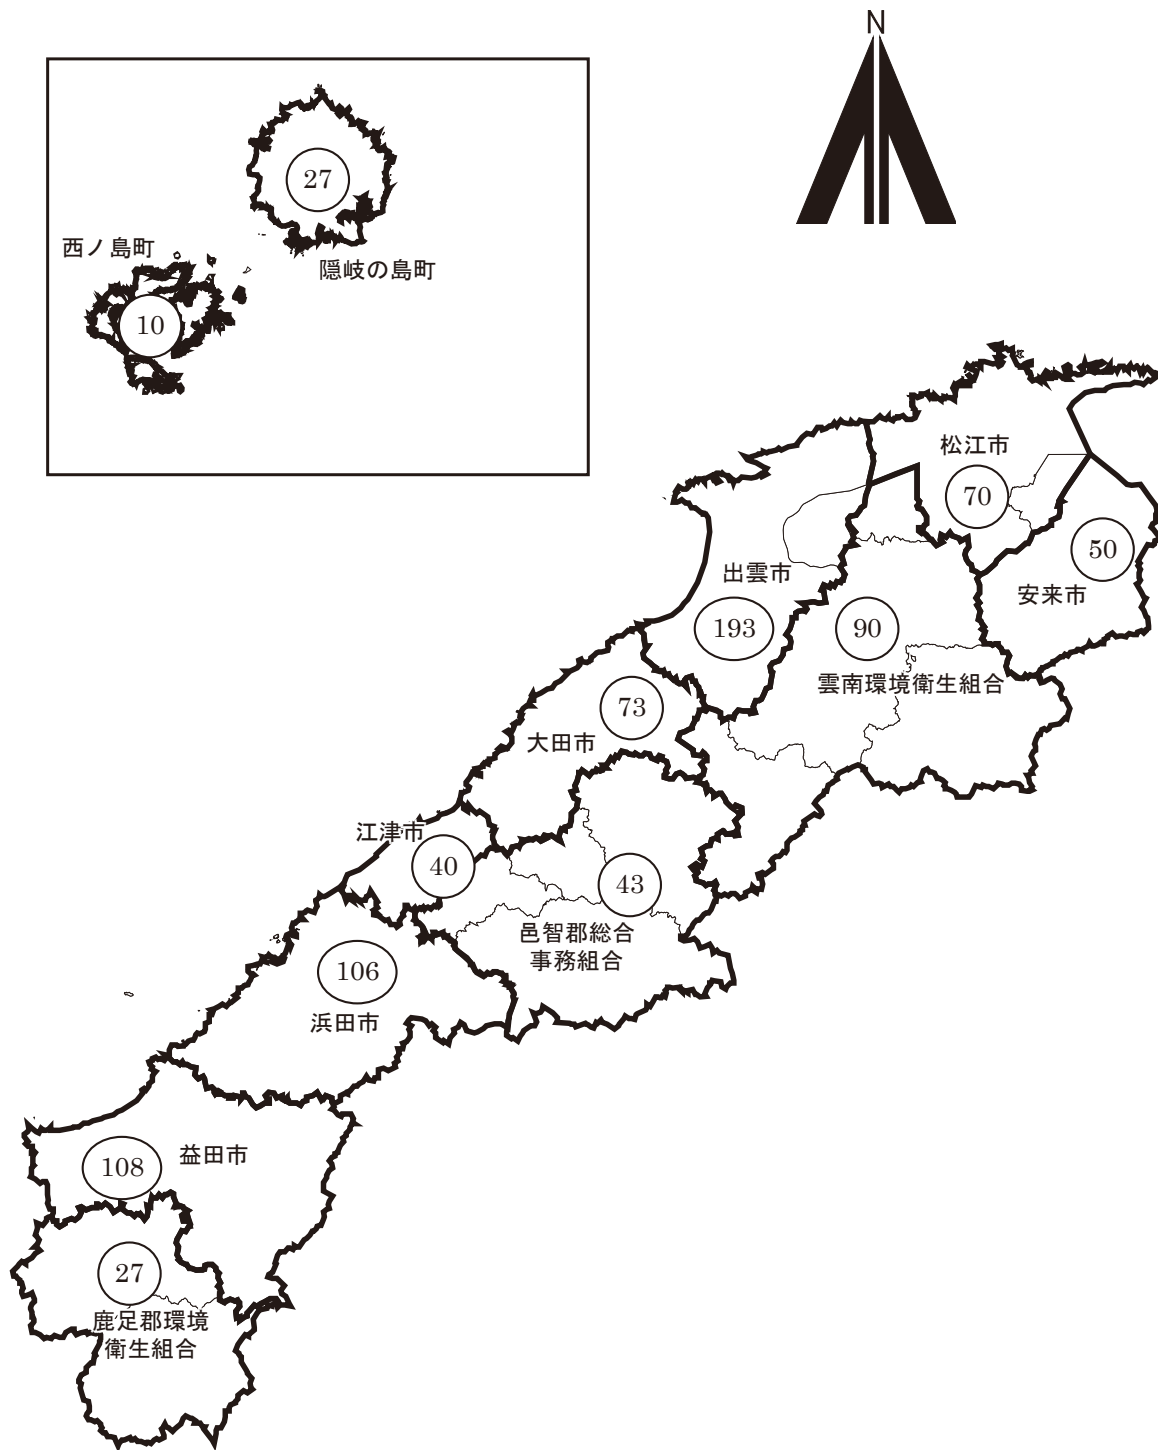 N
27
西ノ島町
隠岐の島町
10
松江市
70
50
出雲市
安来市
193
90
雲南環境衛生組合
73
大田市
江津市
40
43
邑智郡総合
事務組合
106
浜田市
益田市
108
27
鹿足郡環境
衛生組合